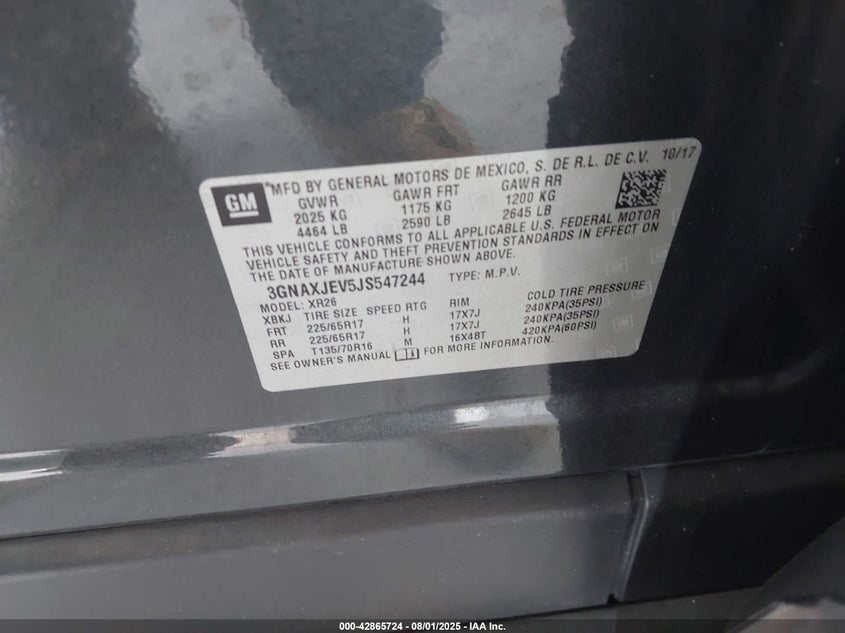 GM
*MFD BY GENERAL MOTORS DE MEXICO, S. DE R.L. DE C.V. 10/17
GVWR GAWR FRT GAWR RR
2025 KG 1175 KG 1200 KG
4464 LB 2590 LB 2645 LB
THIS VEHICLE CONFORMS TO ALL APPLICABLE U.S. FEDERAL MOTOR
VEHICLE SAFETY AND THEFT PREVENTION STANDARDS IN EFFECT ON
THE DATE OF MANUFACTURE SHOWN ABOVE.
3GNAXJEV5JS547244 TYPE: M.P.V.
MODEL: XR26
XBKJ TIRE SIZE SPEED RTG RIM COLD TIRE PRESSURE
FRT 225/65R17 H 17X7J 240KPA(35PSI)
RR 225/65R17 H 17X7J 240KPA(35PSI)
SPA T135/70R16 M 16X4BT 420KPA(60PSI)
SEE OWNER'S MANUAL FOR MORE INFORMATION.
000-42865724 - 08/01/2025 - IAA Inc.